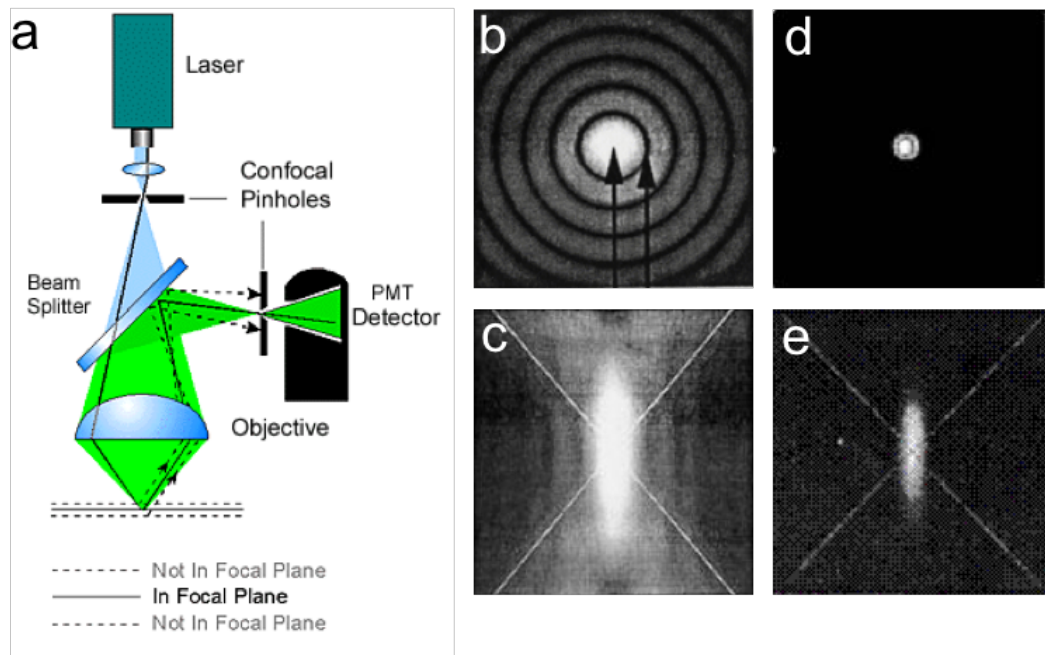 a
Laser
Confocal
Pinholes
Beam
Splitter
PMT
Detector
Objective
Not In Focal Plane
In Focal Plane
Not In Focal Plane
b
d
c
e